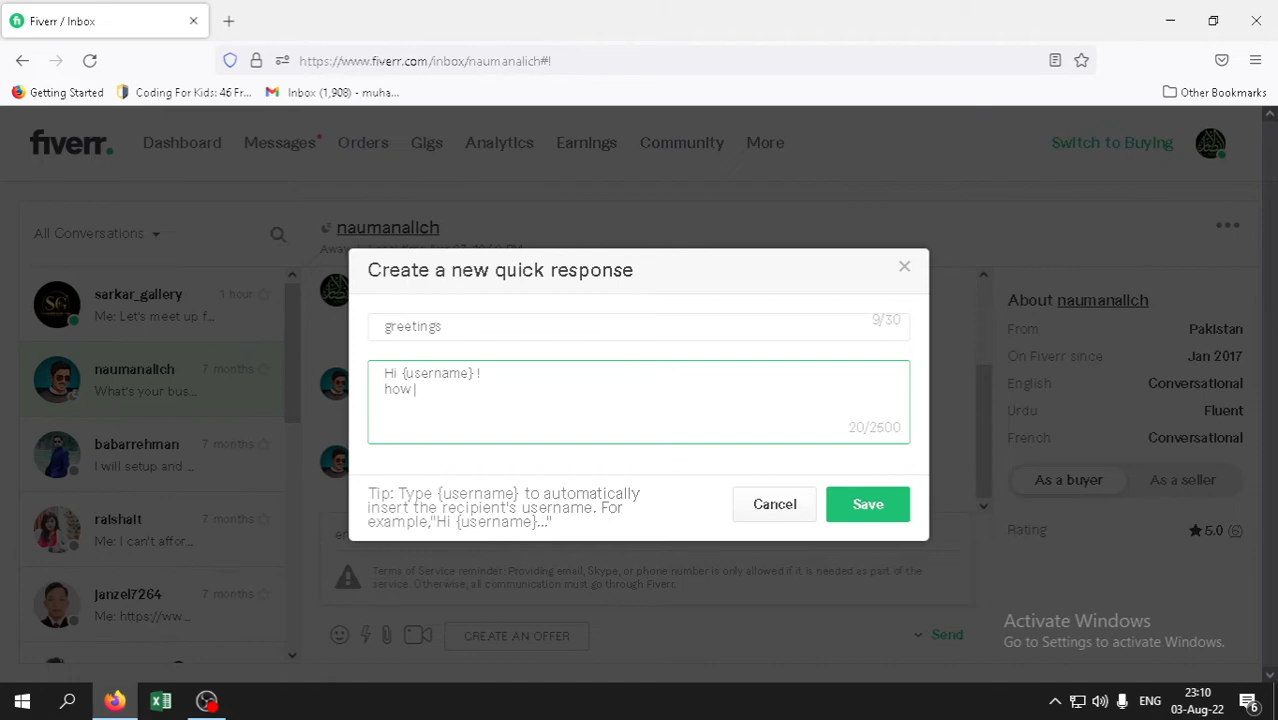 Fiverr / Inbox
https://www.fiverr.com/inbox/naumanalich#!
Getting Started
Coding For Kids: 46 Fr...
Inbox (1,908) - muha...
Other Bookmarks
fiverr.
Dashboard
Messages
Orders
Gigs
Analytics
Earnings
Community
More
Switch to Buying
All Conversations
naumanalich
sarkar_gallery
1 hour
Me: Let's meet up f...
naumanalich
7 months
What's your bus...
babarrehman
7 months
I will setup and ...
raishait
7 months
Me: I can't affor...
janzel7264
7 months
Me: https://ww...
Create a new quick response
greetings
9/30
Hi {username} !
how
20/2500
Tip: Type {username} to automatically
insert the recipient's username. For
example,"Hi {username}..."
Cancel
Save
Terms of Service reminder: Providing email, Skype, or phone number is only allowed if it is needed as part of the
service. Otherwise, all communication must go through Fiverr.
CREATE AN OFFER
Send
About naumanalich
From
Pakistan
On Fiverr since
Jan 2017
English
Conversational
Urdu
Fluent
French
Conversational
As a buyer
As a seller
Rating
5.0 (6)
Activate Windows
Go to Settings to activate Windows.
ENG
23:10
03-Aug-22
6